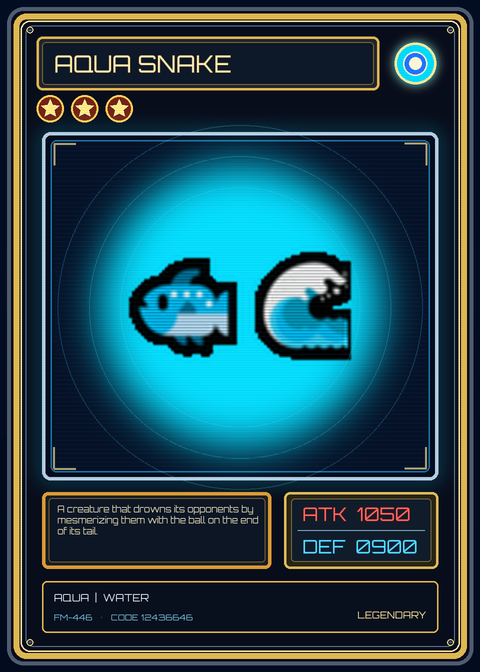 AQUA SNAKE
A creature that drowns its opponents by
mesmerizing them with the ball on the end
of its tail.
ATK 1050
DEF 0900
AQUA | WATER
FM-446 · CODE 12436646
LEGENDARY